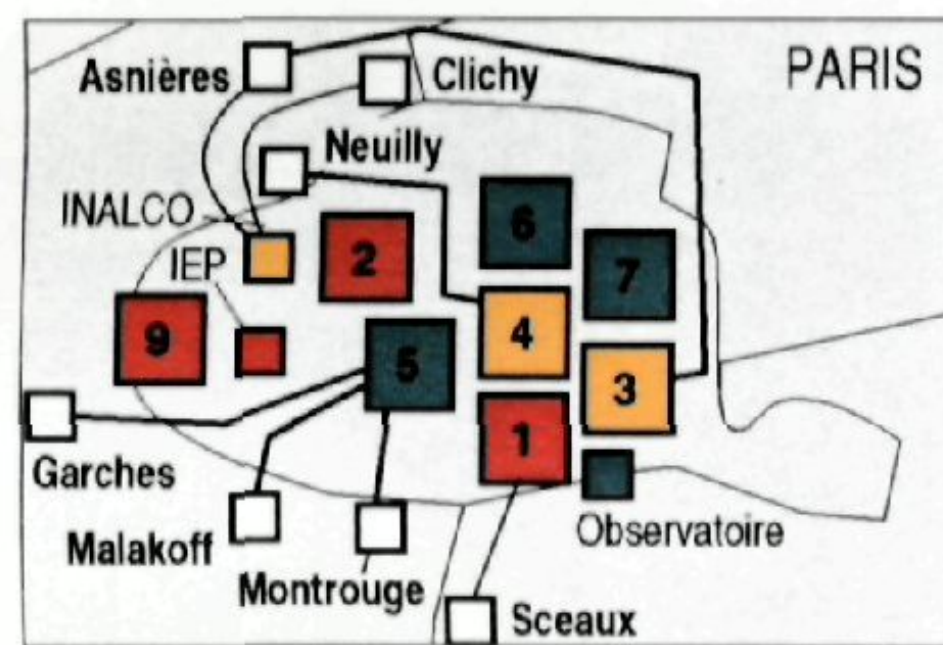 PARIS
Asnières
Clichy
Neuilly
INALCO
IEP
6
2
7
9
4
5
3
1
Garches
Malakoff
Observatoire
Montrouge
Sceaux